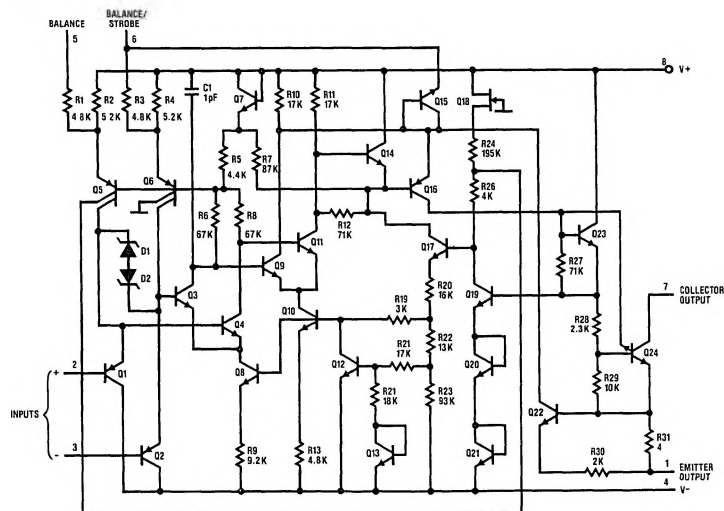 BALANCE/
STROBE
BALANCE
5
6
8
V+
R1
4.8K
R2
5.2K
R3
4.8K
R4
5.2K
C1
1pF
Q7
R10
17K
R11
17K
Q15
Q18
Q14
R24
195K
R5
4.4K
R7
87K
Q5
Q6
Q16
R26
4K
R6
67K
R8
67K
R12
71K
Q11
Q17
Q23
R27
71K
D1
D2
Q9
Q3
Q4
Q10
R19
3K
R20
16K
Q19
7
COLLECTOR
OUTPUT
R28
2.3K
Q24
2
+
Q1
Q8
Q12
R21
17K
R22
13K
Q20
R29
10K
INPUTS
R21
18K
R23
93K
Q22
3
-
Q2
R9
9.2K
R13
4.8K
Q13
Q21
R31
4
R30
2K
1
EMITTER
OUTPUT
4
V-